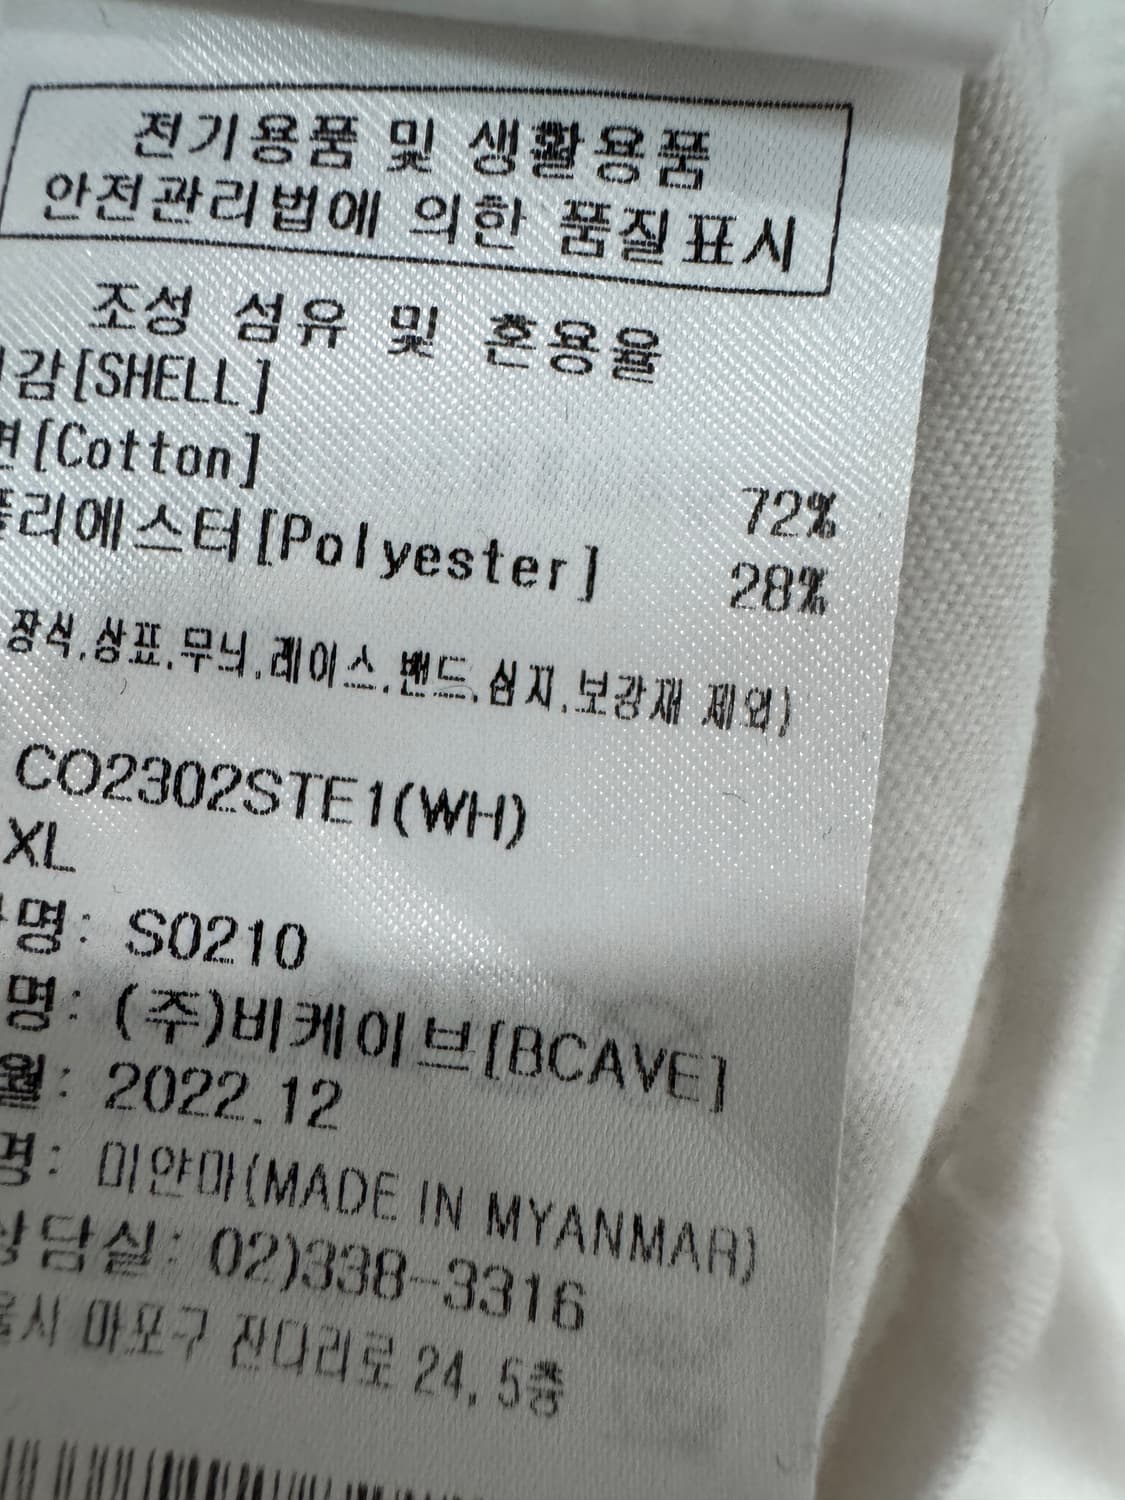 전기용품 및 생활용품
안전관리법에 의한 품질표시
조성 섬유 및 혼용율
감[SHELL]
면[Cotton] 72%
폴리에스터[Polyester] 28%
장식,상표,무늬,레이스,밴드,심지,보강재 제외)
CO2302STE1(WH)
XL
명: S0210
명: (주)비케이브[BCAVE]
월: 2022.12
명: 미얀마(MADE IN MYANMAR)
상담실: 02)338-3316
울시 마포구 잔다리로 24, 5층